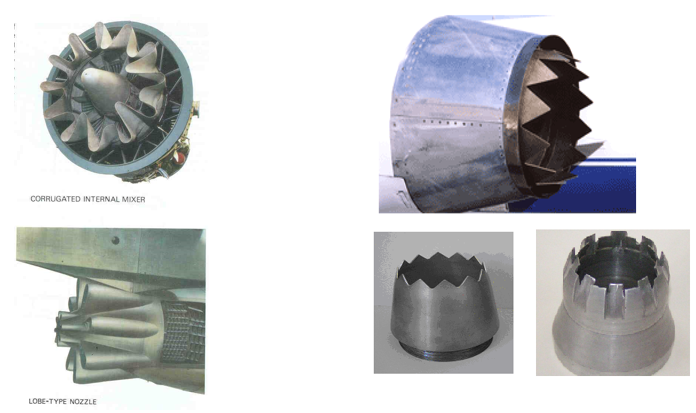 CORRUGATED INTERNAL MIXER
LOBE-TYPE NOZZLE